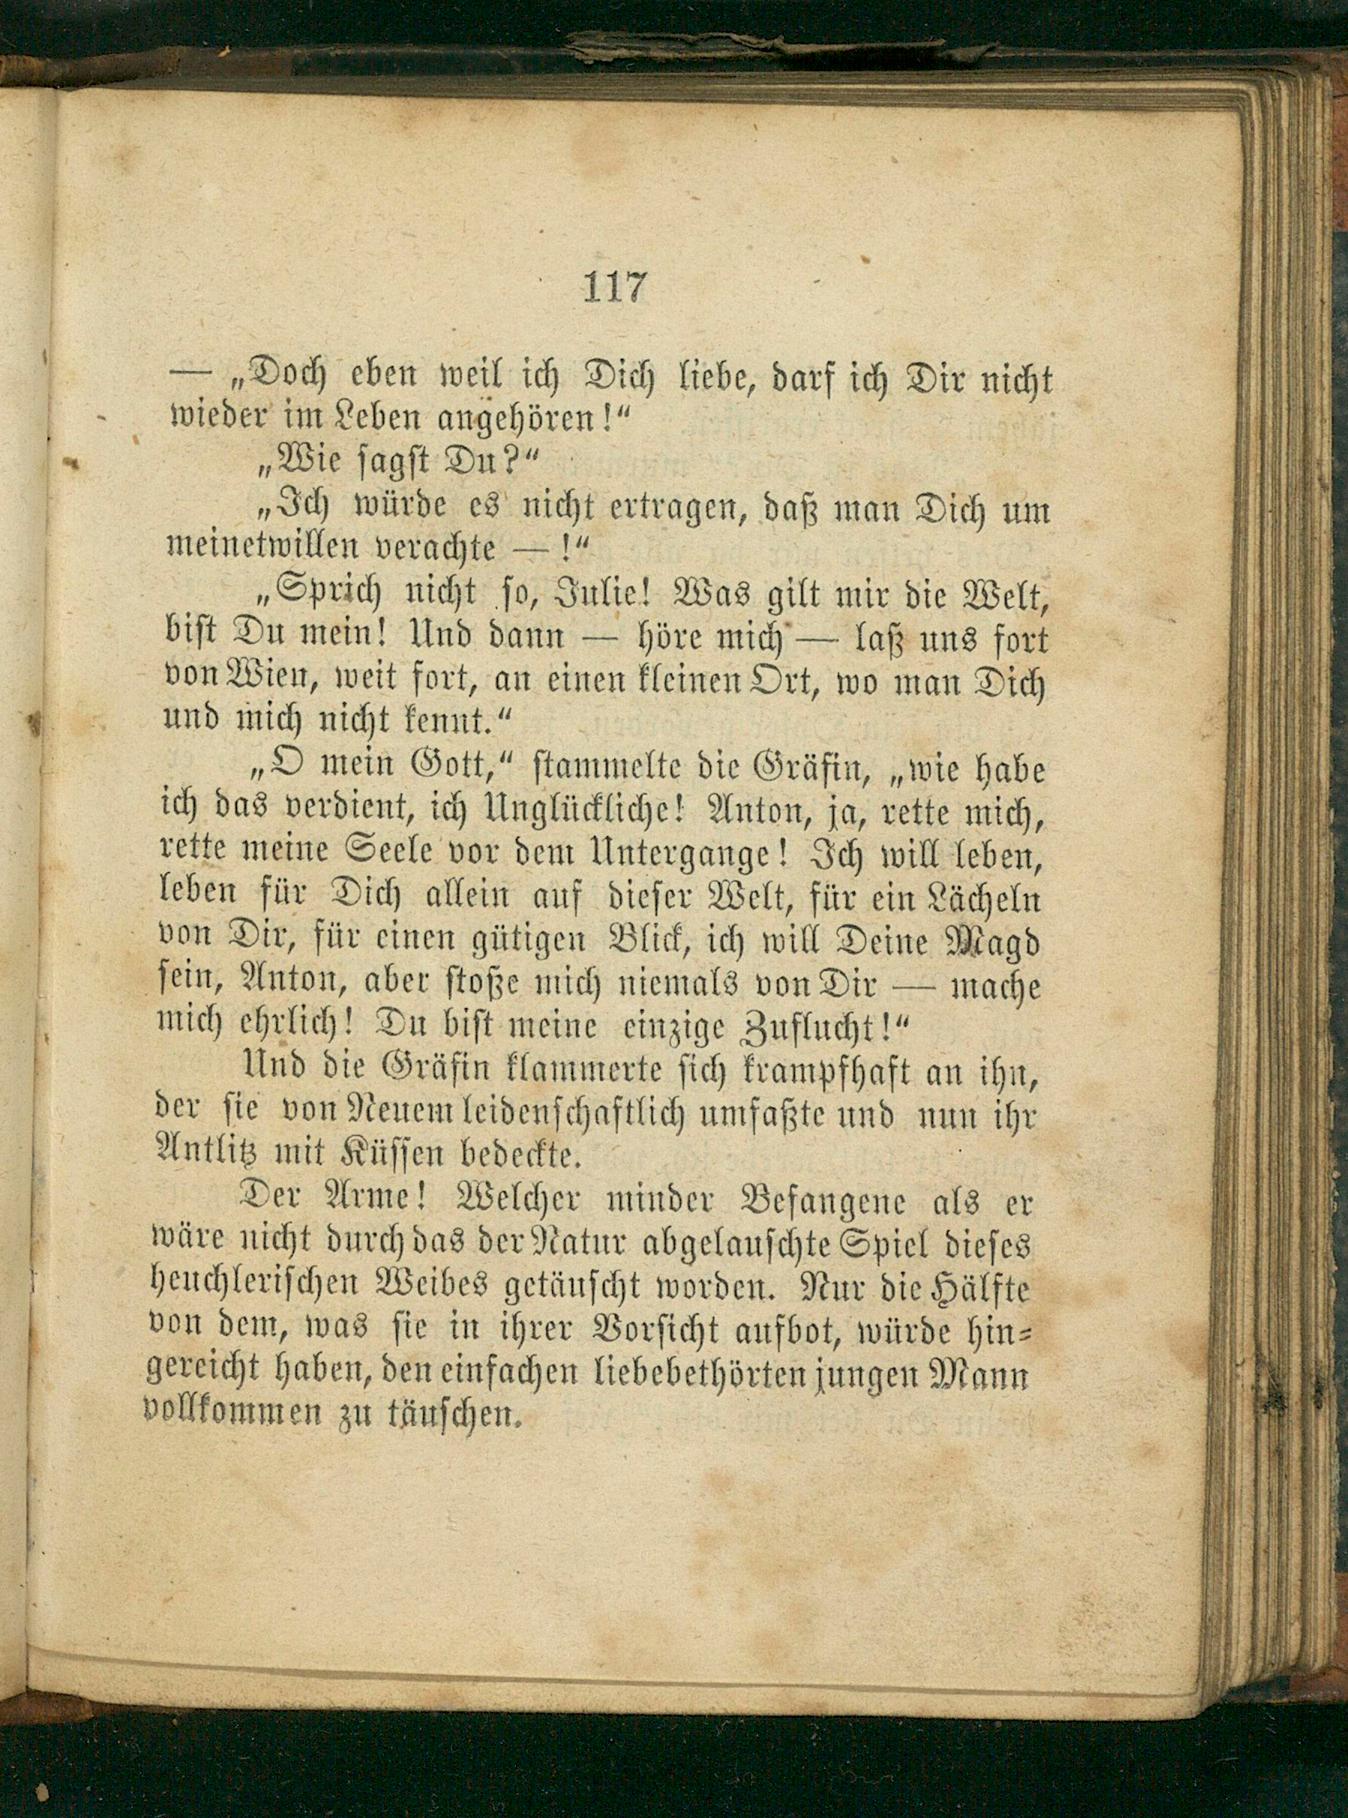 117
— „Doch eben weil ich Dich liebe, darf ich Dir nicht
wieder im Leben angehören!“
„Wie sagst Du?“
„Ich würde es nicht ertragen, daß man Dich um
meinetwillen verachte — !“
„Sprich nicht so, Julie! Was gilt mir die Welt,
bist Du mein! Und dann — höre mich — laß uns fort
von Wien, weit fort, an einen kleinen Ort, wo man Dich
und mich nicht kennt.“
„O mein Gott,“ stammelte die Gräfin, „wie habe
ich das verdient, ich Unglückliche! Anton, ja, rette mich,
rette meine Seele vor dem Untergange! Ich will leben,
leben für Dich allein auf dieser Welt, für ein Lächeln
von Dir, für einen gütigen Blick, ich will Deine Magd
sein, Anton, aber stoße mich niemals von Dir — mache
mich ehrlich! Du bist meine einzige Zuflucht!“
Und die Gräfin klammerte sich krampfhaft an ihn,
der sie von Neuem leidenschaftlich umfaßte und nun ihr
Antlitz mit Küssen bedeckte.
Der Arme! Welcher minder Befangene als er
wäre nicht durch das der Natur abgelauschte Spiel dieses
heuchlerischen Weibes getäuscht worden. Nur die Hälfte
von dem, was sie in ihrer Vorsicht aufbot, würde hin-
gereicht haben, den einfachen liebebethörten jungen Mann
vollkommen zu täuschen.